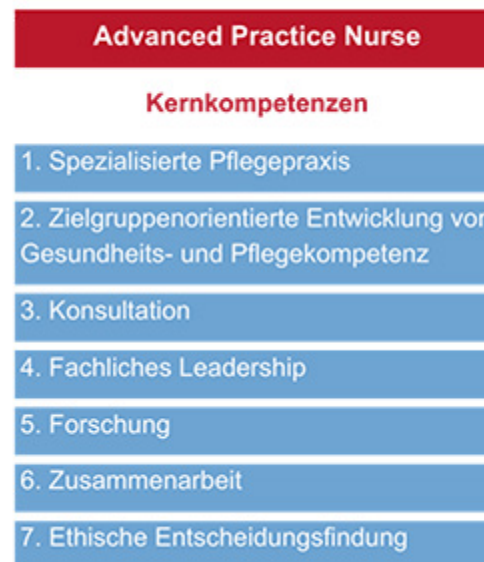 Advanced Practice Nurse
Kernkompetenzen
1. Spezialisierte Pflegepraxis
2. Zielgruppenorientierte Entwicklung von
Gesundheits- und Pflegekompetenz
3. Konsultation
4. Fachliches Leadership
5. Forschung
6. Zusammenarbeit
7. Ethische Entscheidungsfindung